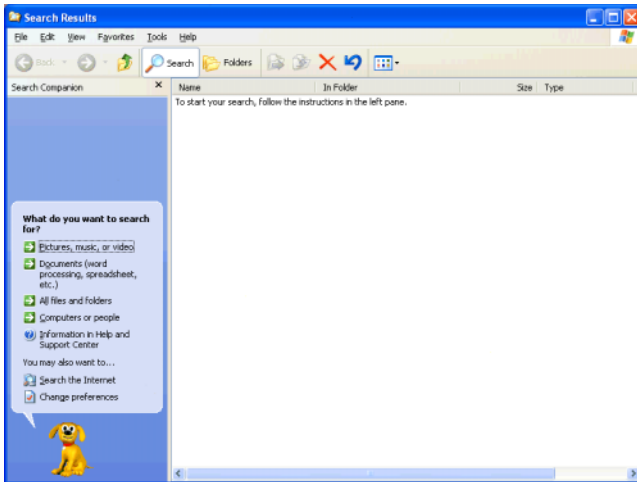 Search Results
File Edit View Favorites Tools Help
Back Search Folders
Search Companion
Name In Folder Size Type
To start your search, follow the instructions in the left pane.
What do you want to search
for?
Pictures, music, or video
Documents (word
processing, spreadsheet,
etc.)
All files and folders
Computers or people
Information in Help and
Support Center
You may also want to...
Search the Internet
Change preferences